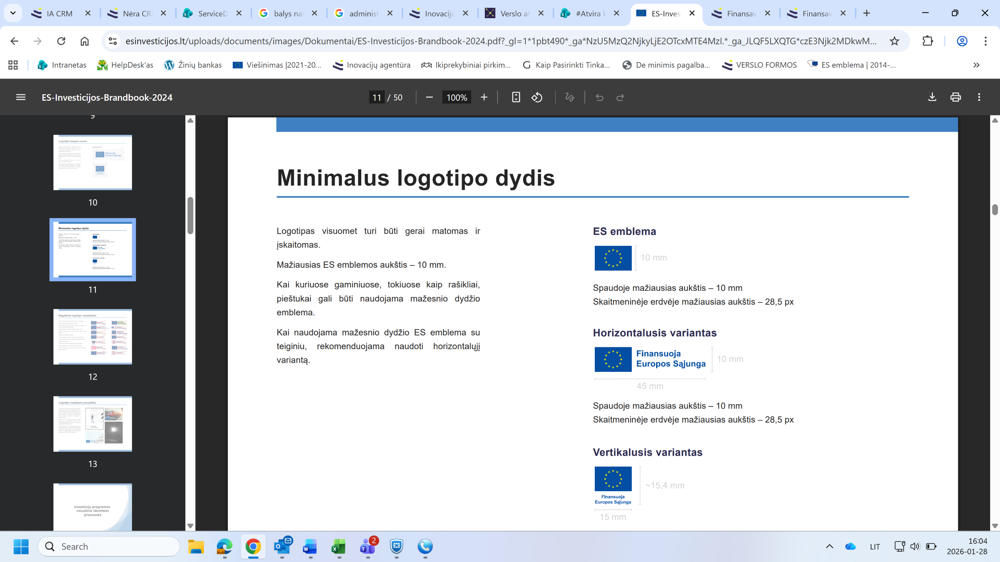 IA CRM
Nėra CR
ServiceD
balys na
administ
Inovaciju
Verslo at
#Atvira k
ES-Inves
Finansav
Finansav
esinvesticijos.lt/uploads/documents/images/Dokumentai/ES-Investicijos-Brandbook-2024.pdf?_gl=1*1pbt490*_ga*NzU5MzQ2NjkyLjE2OTcxMTE4MzI.*_ga_JLQF5LXQTG*czE3Njk2MDkwM...
Intranetas
HelpDesk'as
Žinių bankas
Viešinimas |2021-20...
Inovacijų agentūra
Ikiprekybiniai pirkim...
Kaip Pasirinkti Tinka...
De minimis pagalba...
VERSLO FORMOS
ES emblema | 2014-...
ES-Investicijos-Brandbook-2024
11 / 50
100%
9
Logotipo saugos zonos
Finansuoja
Europos Sąjunga
10
Minimalus logotipo dydis
11
Negalimas logotipo naudojimas
12
Logotipo naudojimo pavyzdžiai
13
Investicijų programos
vizualinio identiteto
priemonės
Minimalus logotipo dydis
Logotipas visuomet turi būti gerai matomas ir
įskaitomas.
Mažiausias ES emblemos aukštis – 10 mm.
Kai kuriuose gaminiuose, tokiuose kaip rašikliai,
pieštukai gali būti naudojama mažesnio dydžio
emblema.
Kai naudojama mažesnio dydžio ES emblema su
teiginiu, rekomenduojama naudoti horizontalųjį
variantą.
ES emblema
10 mm
Spaudoje mažiausias aukštis – 10 mm
Skaitmeninėje erdvėje mažiausias aukštis – 28,5 px
Horizontalusis variantas
Finansuoja
Europos Sąjunga
10 mm
45 mm
Spaudoje mažiausias aukštis – 10 mm
Skaitmeninėje erdvėje mažiausias aukštis – 28,5 px
Vertikalusis variantas
Finansuoja
Europos Sąjunga
~15,4 mm
15 mm
Search
2
LIT
16:04
2026-01-28